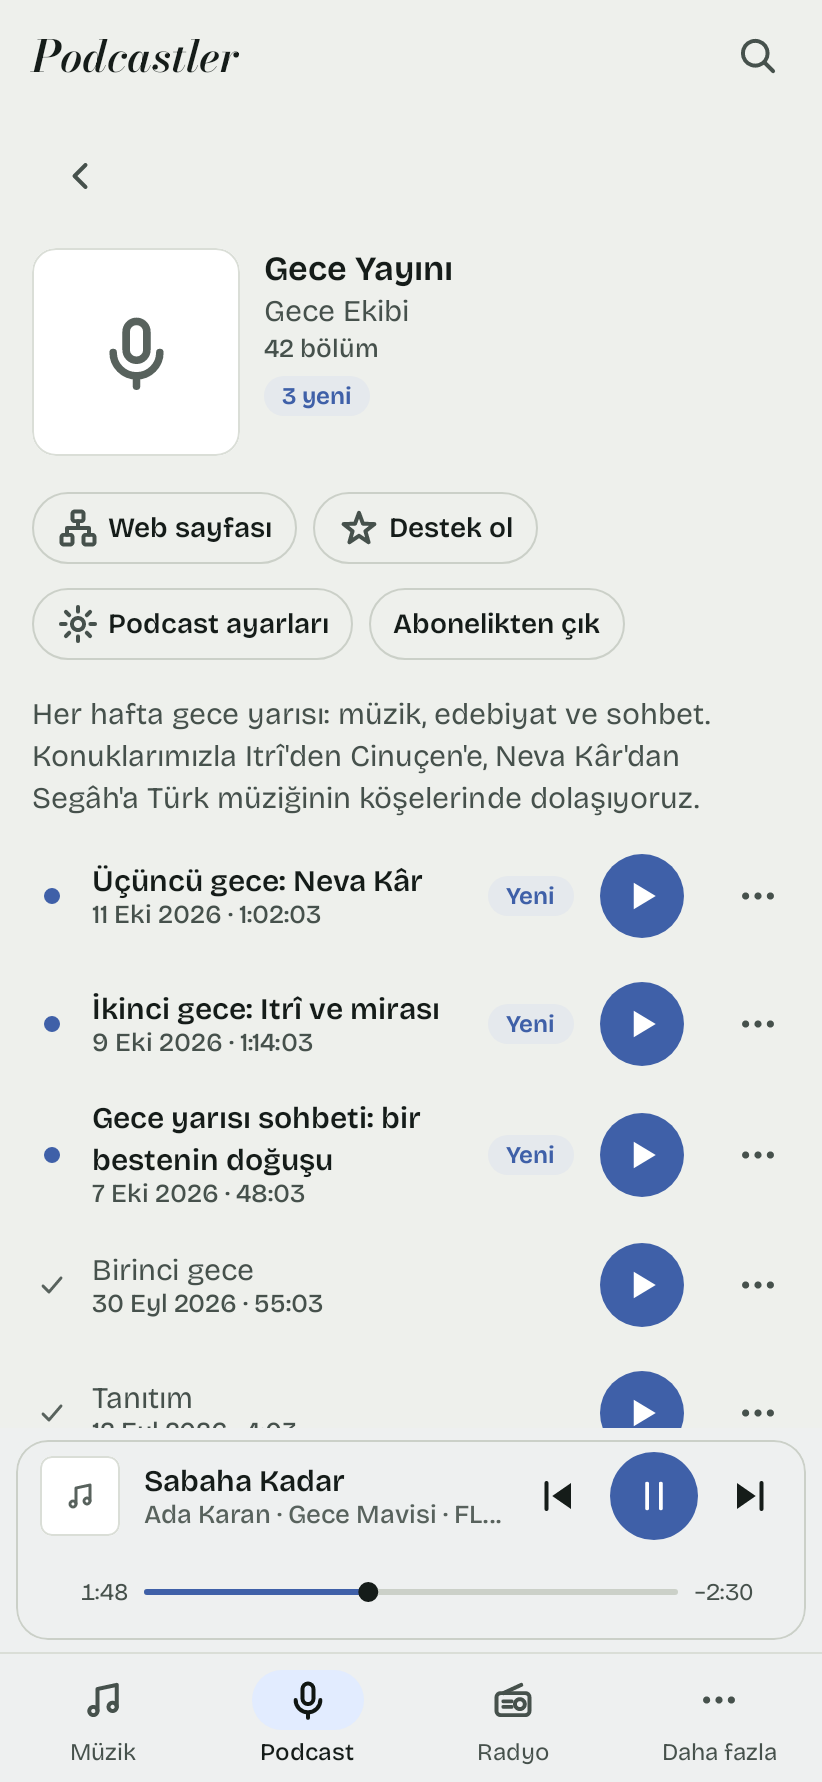 Podcastler
Gece Yayını
Gece Ekibi
42 bölüm
3 yeni
Web sayfası
Destek ol
Podcast ayarları
Abonelikten çık
Her hafta gece yarısı: müzik, edebiyat ve sohbet.
Konuklarımızla Itrî'den Cinuçen'e, Neva Kâr'dan
Segâh'a Türk müziğinin köşelerinde dolaşıyoruz.
Üçüncü gece: Neva Kâr
11 Eki 2026 · 1:02:03
Yeni
İkinci gece: Itrî ve mirası
9 Eki 2026 · 1:14:03
Yeni
Gece yarısı sohbeti: bir
bestenin doğuşu
7 Eki 2026 · 48:03
Yeni
Birinci gece
30 Eyl 2026 · 55:03
Tanıtım
Sabaha Kadar
Ada Karan · Gece Mavisi · FL...
1:48
−2:30
Müzik
Podcast
Radyo
Daha fazla